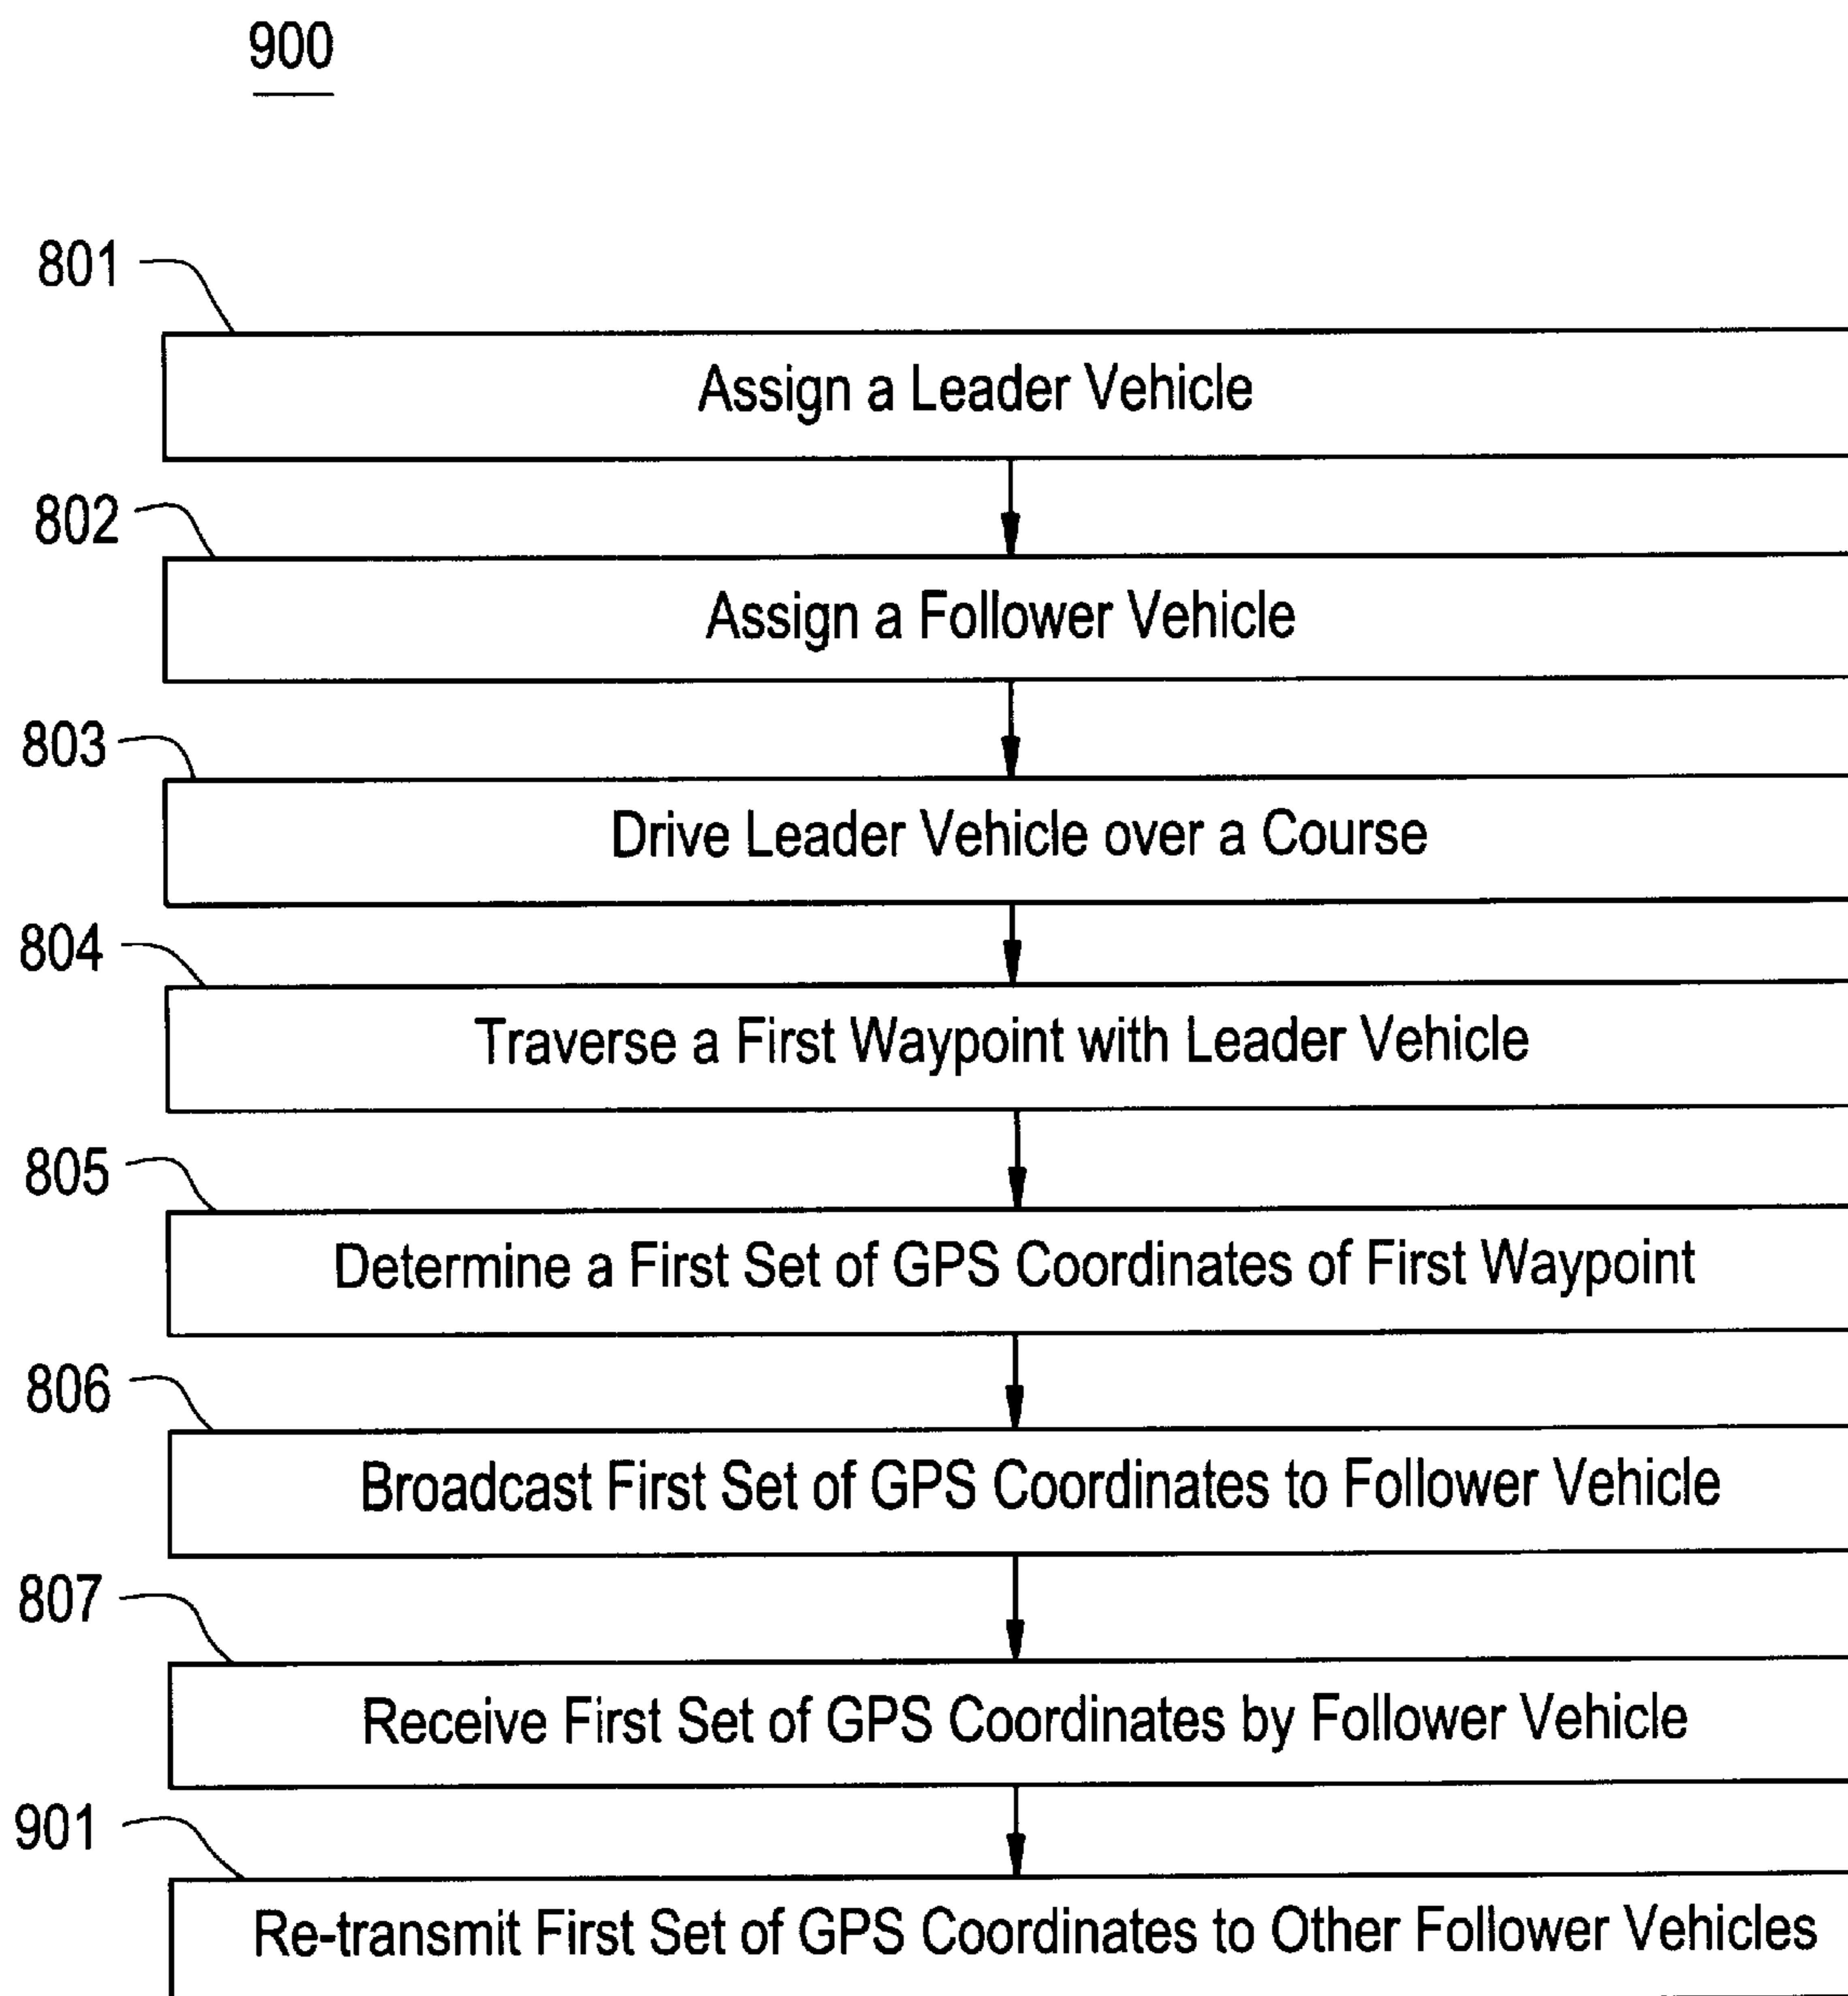 900
801
Assign a Leader Vehicle
802
Assign a Follower Vehicle
803
Drive Leader Vehicle over a Course
804
Traverse a First Waypoint with Leader Vehicle
805
Determine a First Set of GPS Coordinates of First Waypoint
806
Broadcast First Set of GPS Coordinates to Follower Vehicle
807
Receive First Set of GPS Coordinates by Follower Vehicle
901
Re-transmit First Set of GPS Coordinates to Other Follower Vehicles